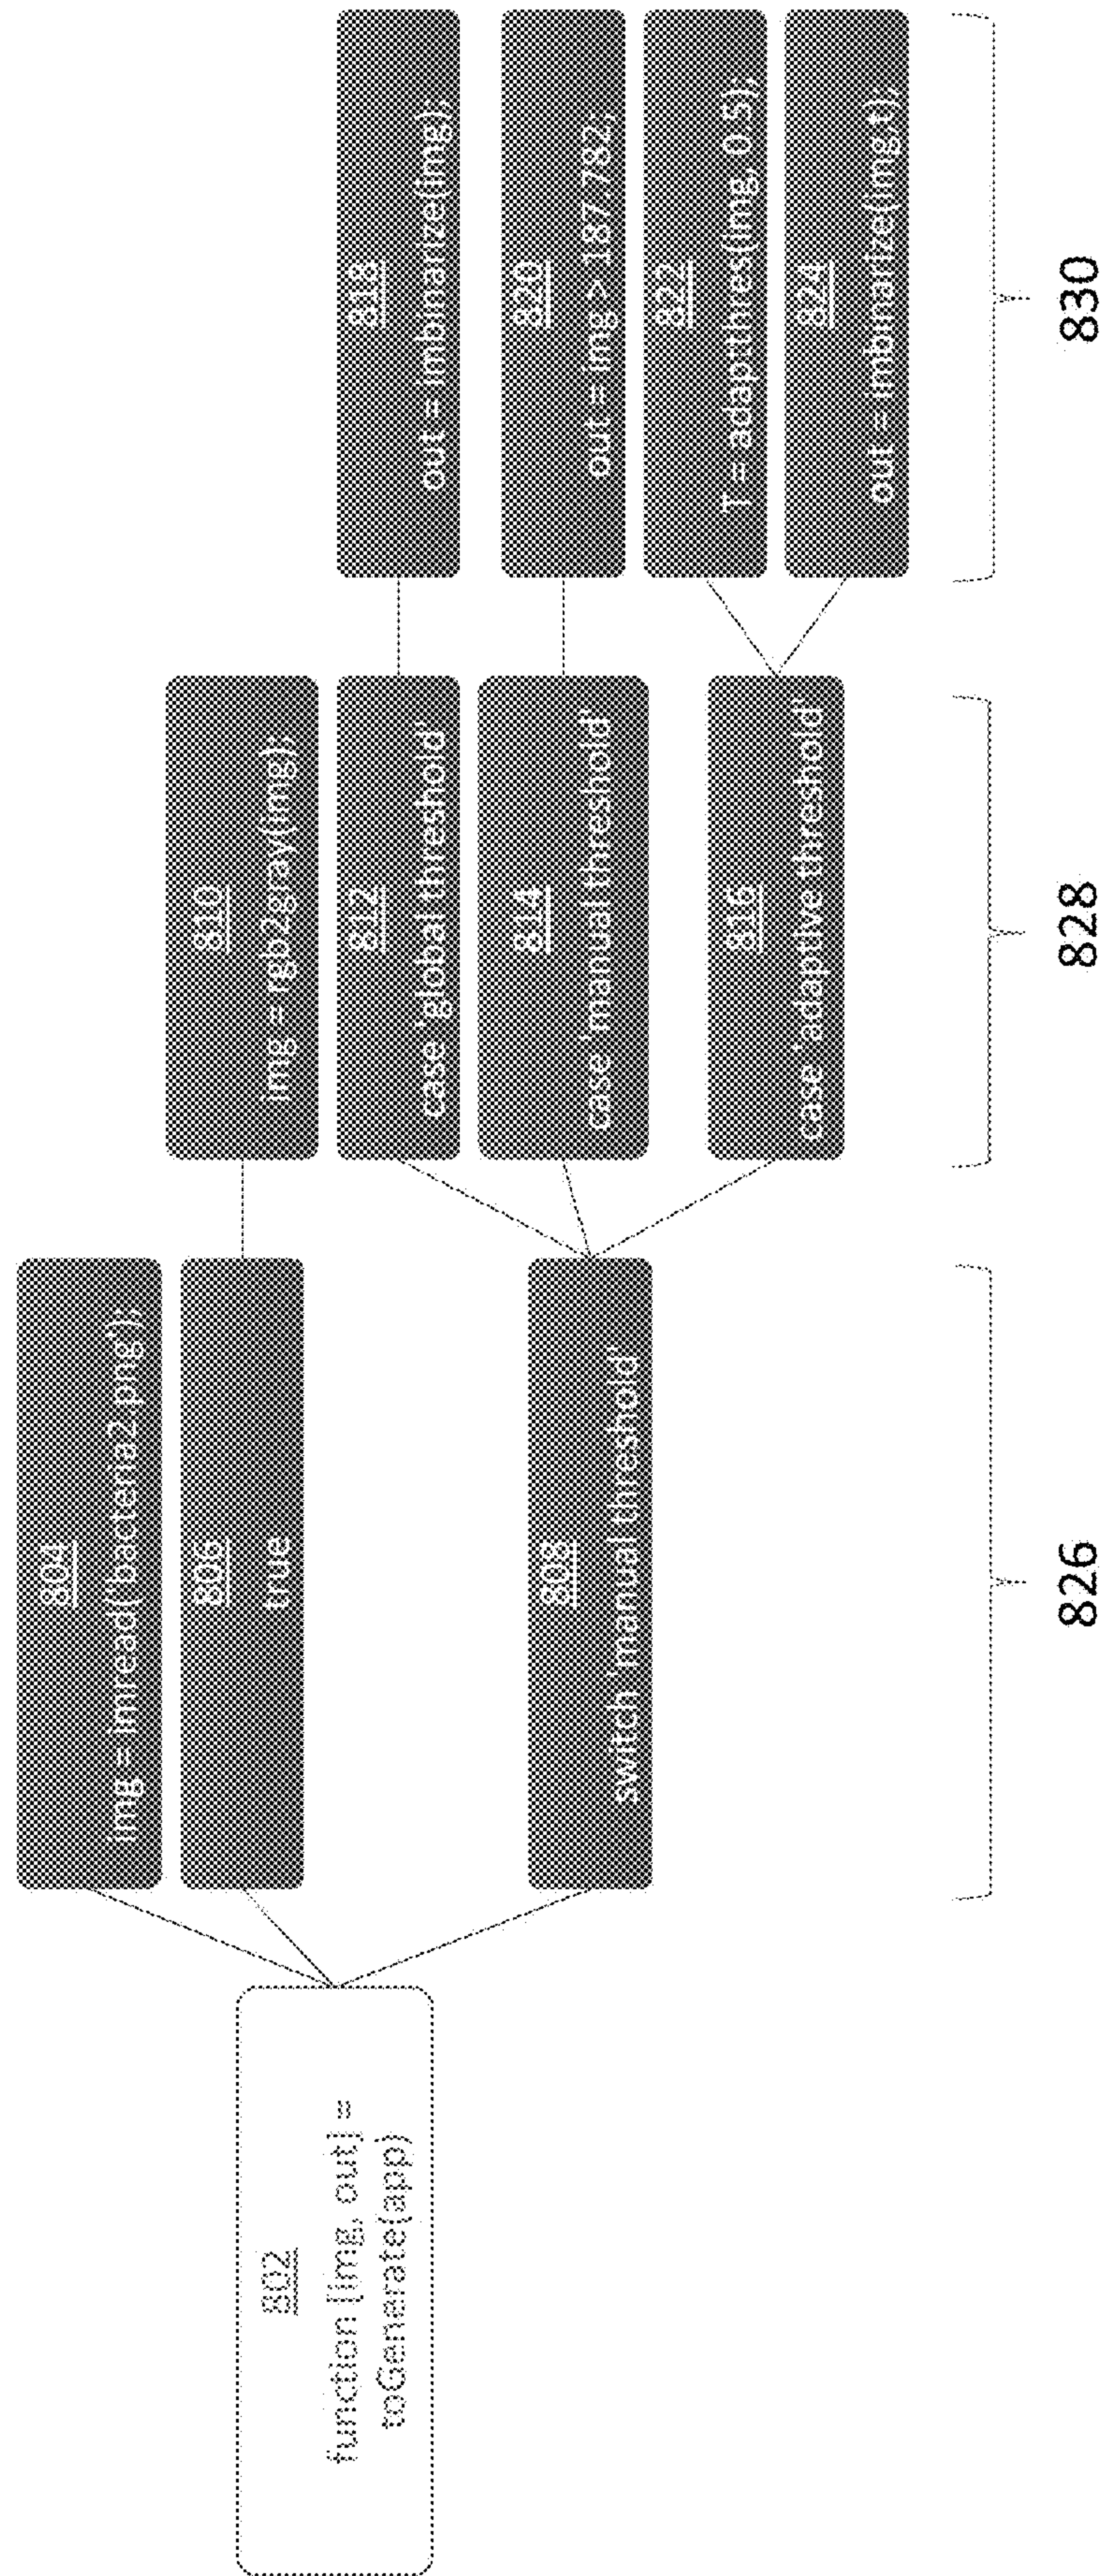 802
function [img, out] =
toGenerate(app)
804
img = imread('bacteria2.png');
806
true
808
switch 'manual threshold'
826
810
img = rgb2gray(img);
812
case 'global threshold'
814
case 'manual threshold'
816
case 'adaptive threshold'
828
818
out = imbinarize(img);
820
out = img > 187.782;
822
T = adapthres(img, 0.5);
824
out = imbinarize(img,t);
830